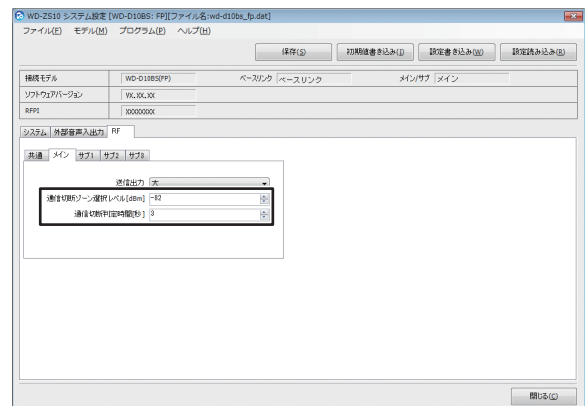 WD-ZS10 システム設定 [WD-D10BS: FP][ファイル名:wd-d10bs_fp.dat]
ファイル(F) モデル(M) プログラム(P) ヘルプ(H)
保存(S) 初期値書き込み(I) 設定書き込み(W) 設定読み込み(R)
接続モデル WD-D10BS(FP) ベースリンク ベースリンク メイン/サブ メイン
ソフトウェアバージョン VX.XX.XX
RFPI XXXXXXXX
システム 外部音声入出力 RF
共通 メイン サブ1 サブ2 サブ3
送信出力 大
通信切断ゾーン選択レベル[dBm] -82
通信切断判定時間[秒] 3
閉じる(C)